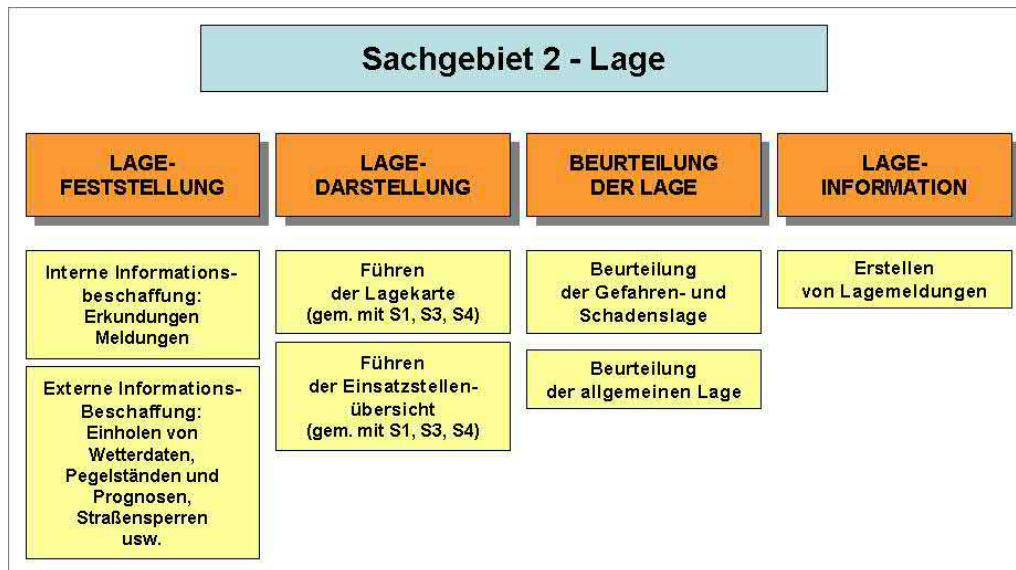 Sachgebiet 2 - Lage
LAGE-
FESTSTELLUNG
Interne Informations-
beschaffung:
Erkundungen
Meldungen
Externe Informations-
Beschaffung:
Einholen von
Wetterdaten,
Pegelständen und
Prognosen,
Straßensperren
usw.
LAGE-
DARSTELLUNG
Führen
der Lagekarte
(gem. mit S1, S3, S4)
Führen
der Einsatzstellen-
übersicht
(gem. mit S1, S3, S4)
BEURTEILUNG
DER LAGE
Beurteilung
der Gefahren- und
Schadenslage
Beurteilung
der allgemeinen Lage
LAGE-
INFORMATION
Erstellen
von Lagemeldungen